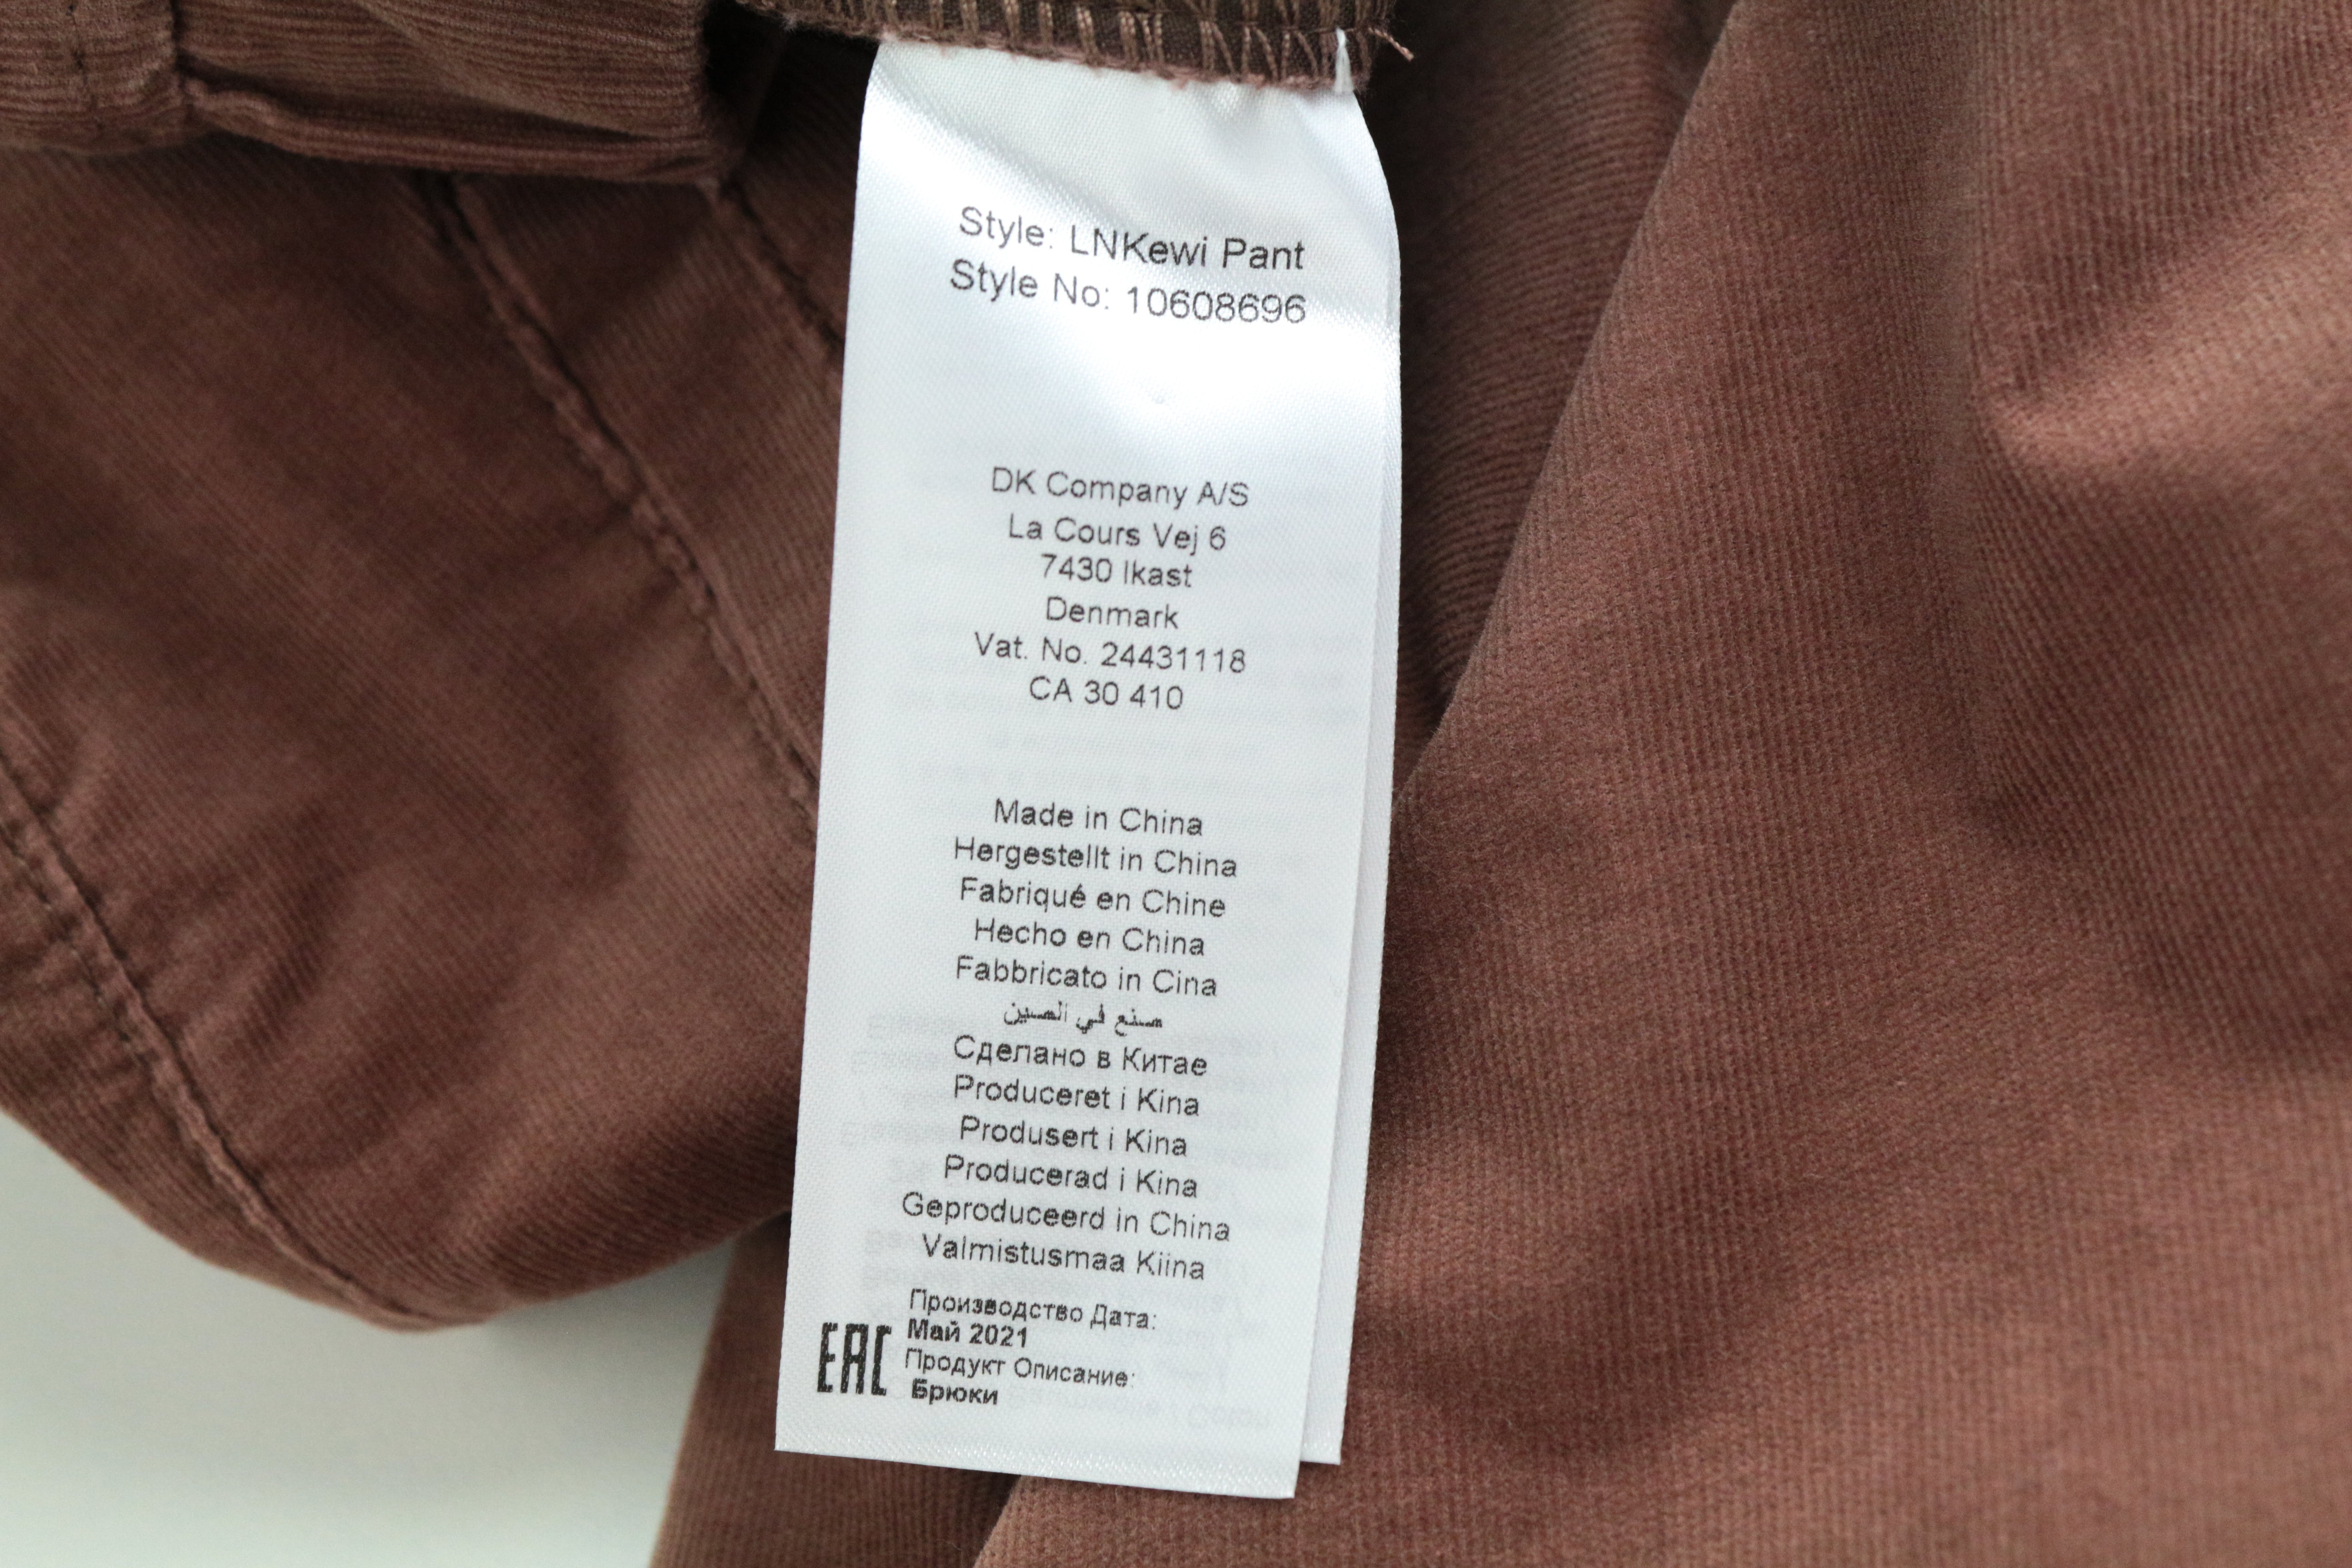 Style: LNKewi Pant
Style No: 10608696
DK Company A/S
La Cours Vej 6
7430 Ikast
Denmark
Vat. No. 24431118
CA 30 410
Made in China
Hergestellt in China
Fabriqué en Chine
Hecho en China
Fabbricato in Cina
صنع في الصين
Сделано в Китае
Produceret i Kina
Produsert i Kina
Producerad i Kina
Geproduceerd in China
Valmistusmaa Kiina
Производство Дата:
Май 2021
EAC
Продукт Описание:
Брюки